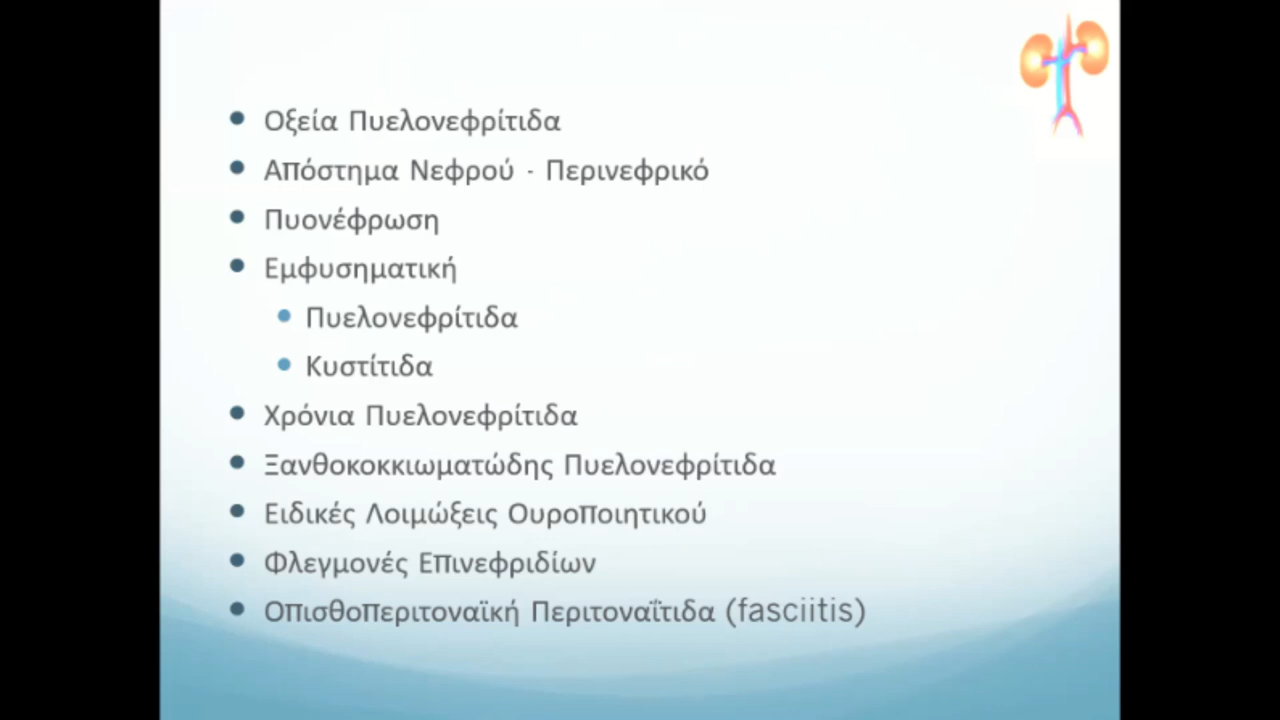 Οξεία Πυελονεφρίτιδα
Απόστημα Νεφρού - Περινεφρικό
Πυονέφρωση
Εμφυσηματική
Πυελονεφρίτιδα
Κυστίτιδα
Χρόνια Πυελονεφρίτιδα
Ξανθοκοκκιωματώδης Πυελονεφρίτιδα
Ειδικές Λοιμώξεις Ουροποιητικού
Φλεγμονές Επινεφριδίων
Οπισθοπεριτοναϊκή Περιτοναΐτιδα (fasciitis)